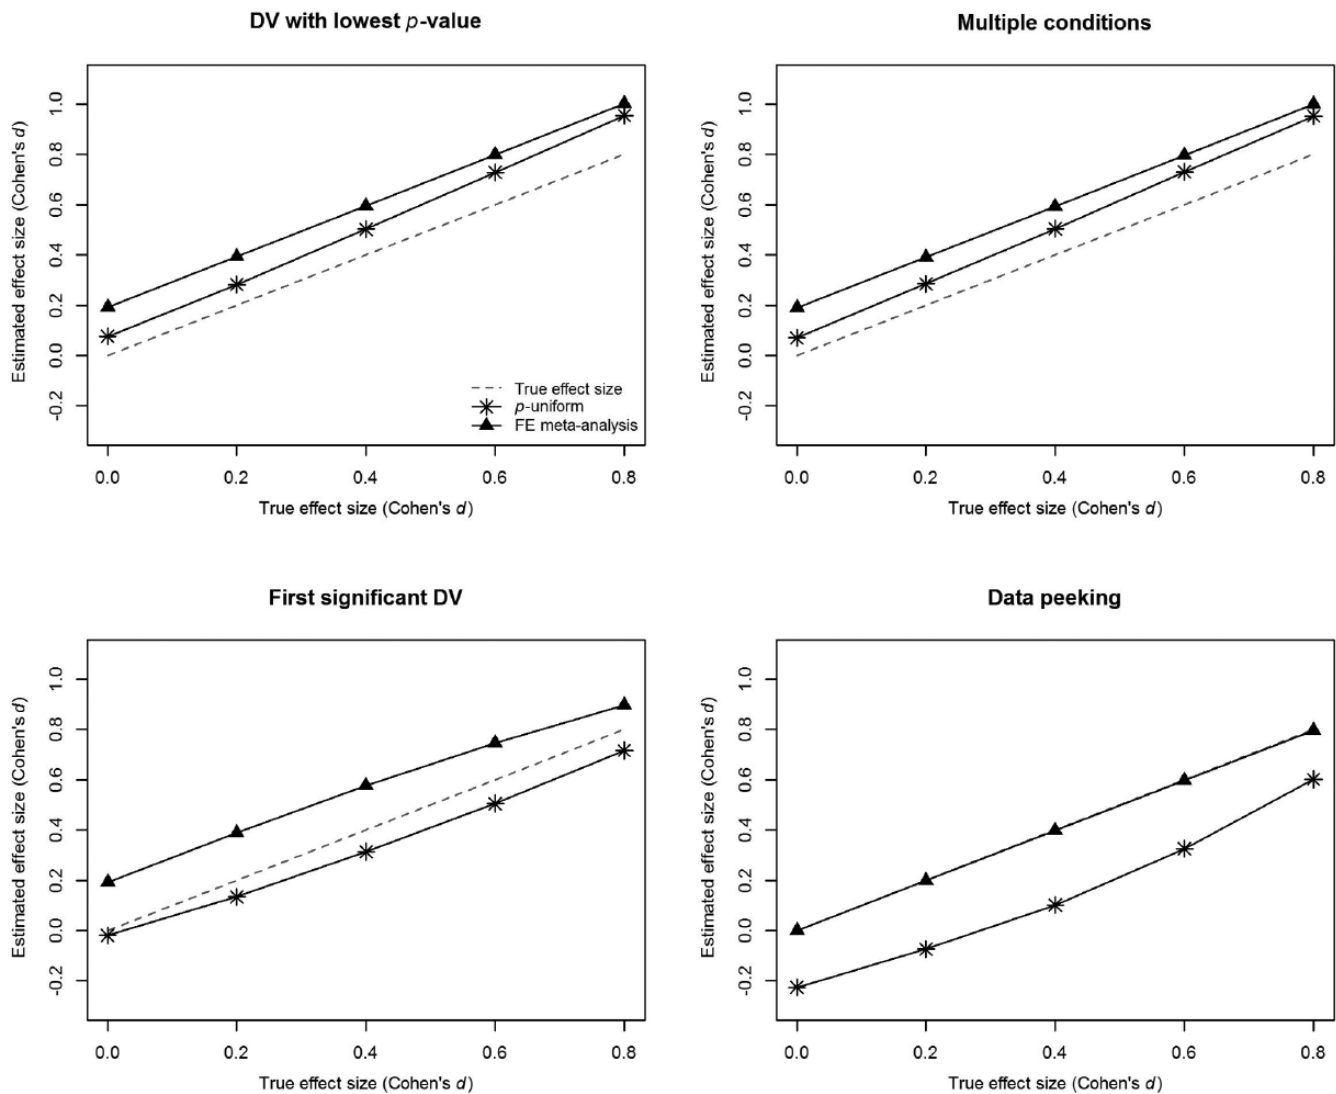 DV with lowest p-value
Estimated effect size (Cohen's d)
1.0
0.8
0.6
0.4
0.2
0.0
-0.2
True effect size
p-uniform
FE meta-analysis
0.0 0.2 0.4 0.6 0.8
True effect size (Cohen's d)
Multiple conditions
Estimated effect size (Cohen's d)
1.0
0.8
0.6
0.4
0.2
0.0
-0.2
0.0 0.2 0.4 0.6 0.8
True effect size (Cohen's d)
First significant DV
Estimated effect size (Cohen's d)
1.0
0.8
0.6
0.4
0.2
0.0
-0.2
0.0 0.2 0.4 0.6 0.8
True effect size (Cohen's d)
Data peeking
Estimated effect size (Cohen's d)
1.0
0.8
0.6
0.4
0.2
0.0
-0.2
0.0 0.2 0.4 0.6 0.8
True effect size (Cohen's d)